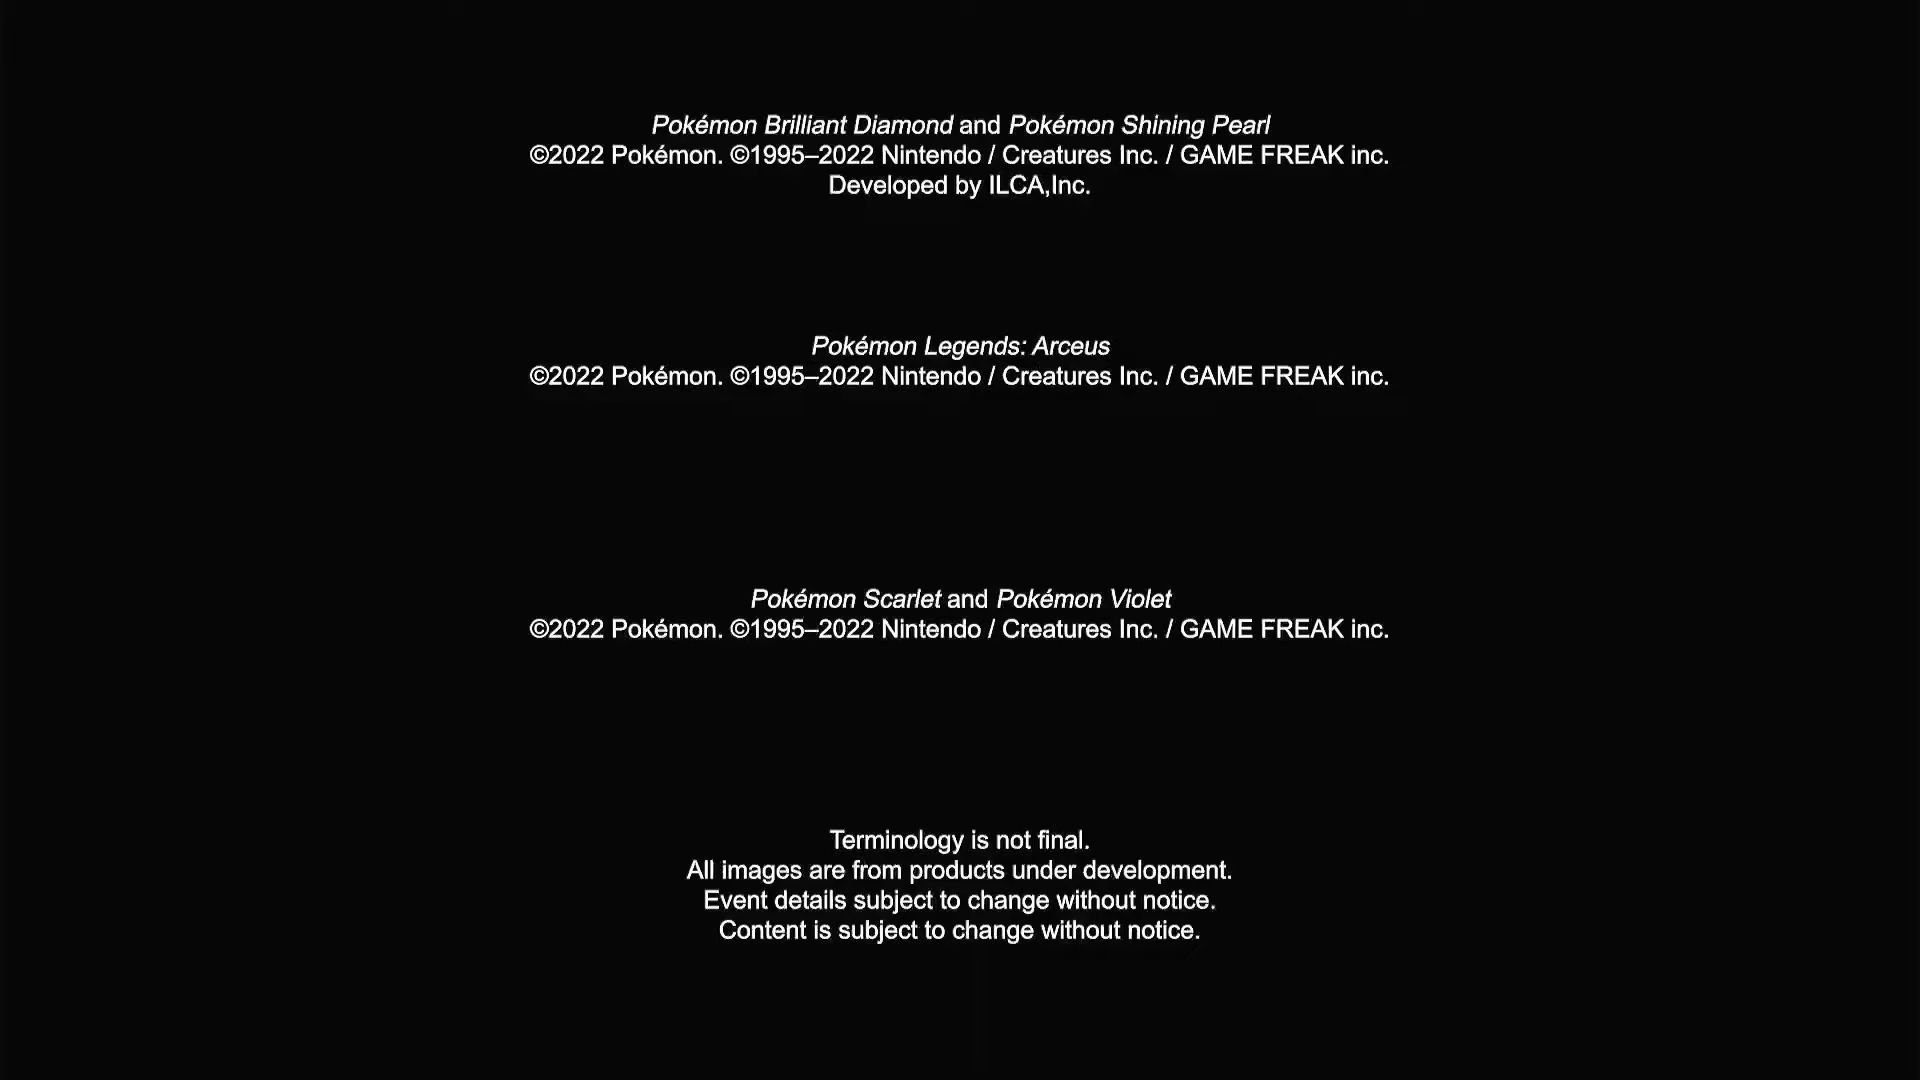 Pokémon Brilliant Diamond and Pokémon Shining Pearl
©2022 Pokémon. ©1995–2022 Nintendo / Creatures Inc. / GAME FREAK inc.
Developed by ILCA,Inc.
Pokémon Legends: Arceus
©2022 Pokémon. ©1995–2022 Nintendo / Creatures Inc. / GAME FREAK inc.
Pokémon Scarlet and Pokémon Violet
©2022 Pokémon. ©1995–2022 Nintendo / Creatures Inc. / GAME FREAK inc.
Terminology is not final.
All images are from products under development.
Event details subject to change without notice.
Content is subject to change without notice.